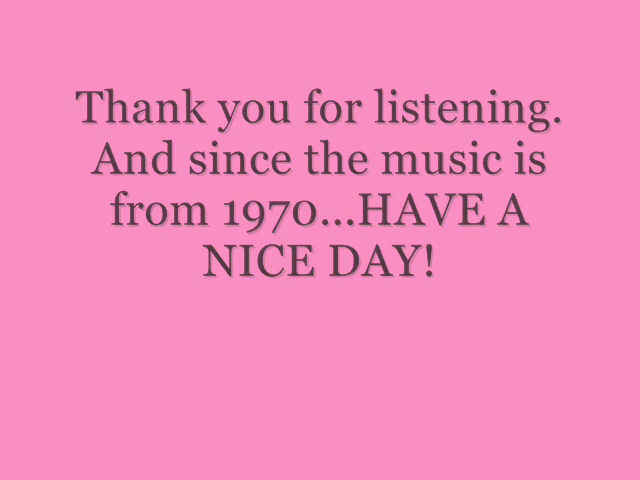 Thank you for listening.
And since the music is
from 1970...HAVE A
NICE DAY!